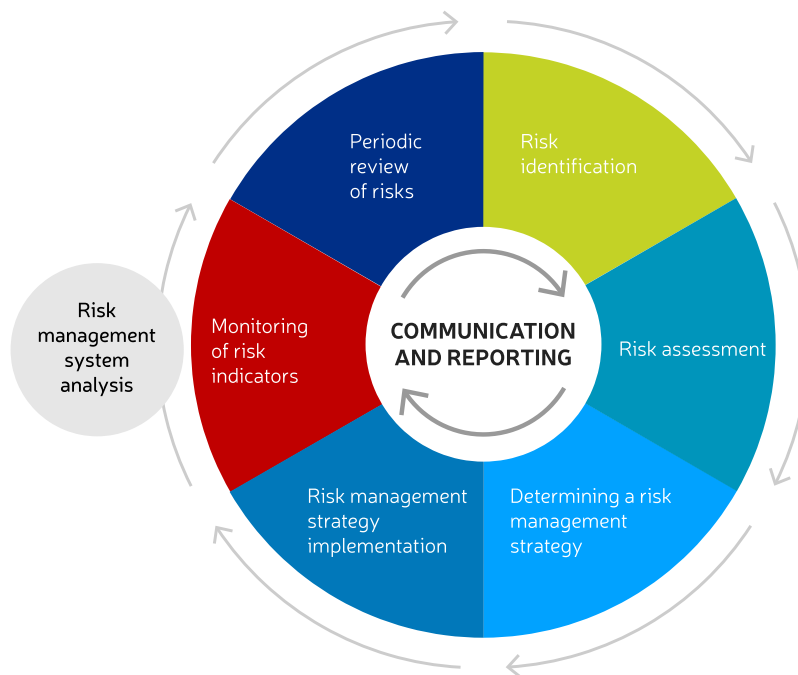 Periodic
review
of risks
Risk
identification
Risk
management
system
analysis
Monitoring
of risk
indicators
COMMUNICATION
AND REPORTING
Risk assessment
Risk management
strategy
implementation
Determining a risk
management
strategy